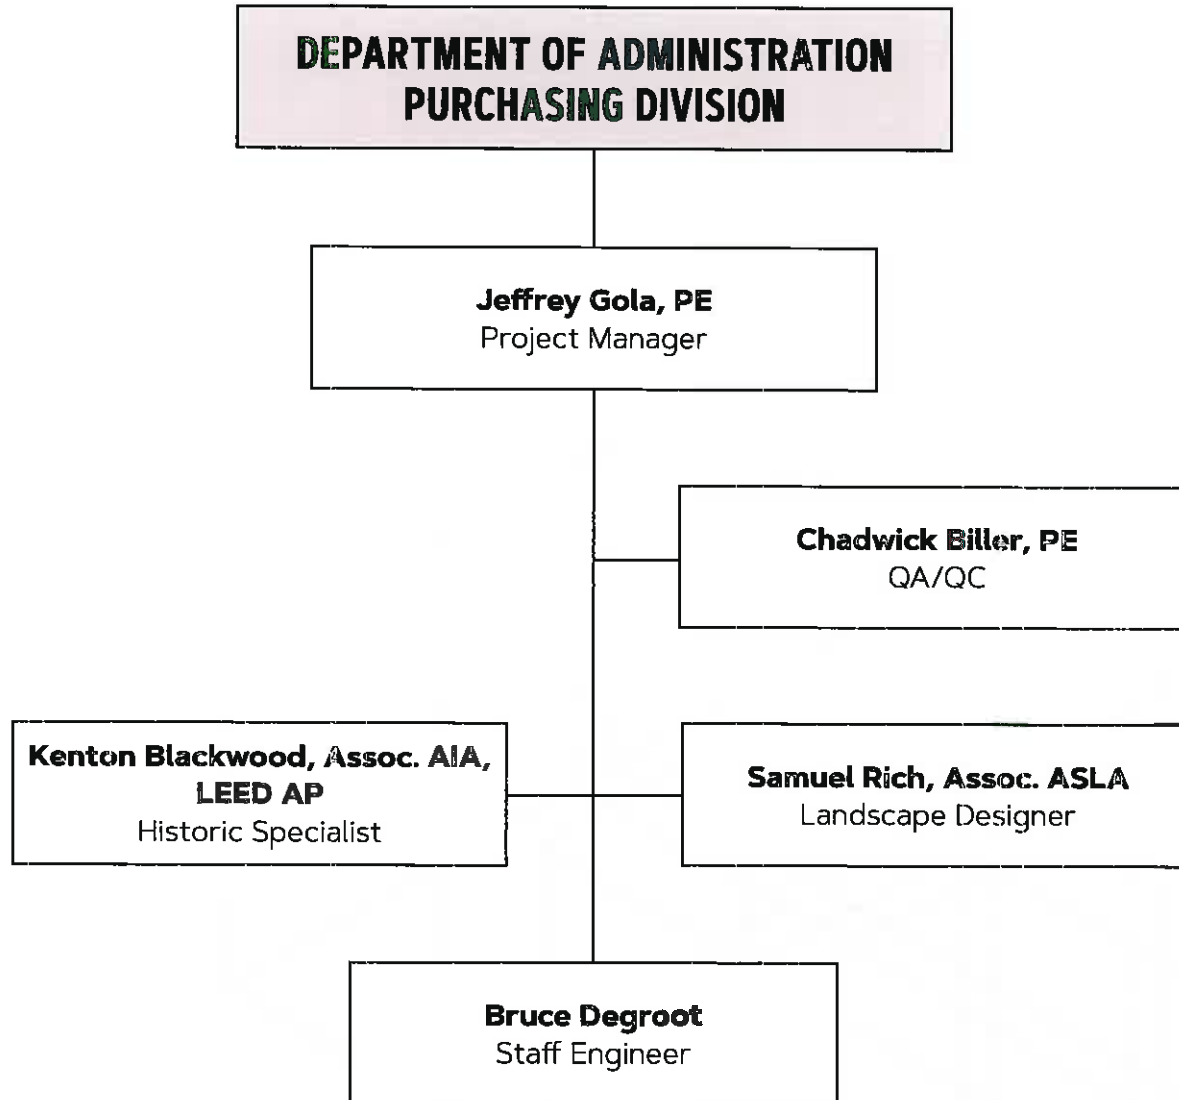 DEPARTMENT OF ADMINISTRATION
PURCHASING DIVISION
Jeffrey Gola, PE
Project Manager
Chadwick Biller, PE
QA/QC
Kenton Blackwood, Assoc. AIA,
LEED AP
Historic Specialist
Samuel Rich, Assoc. ASLA
Landscape Designer
Bruce Degroot
Staff Engineer